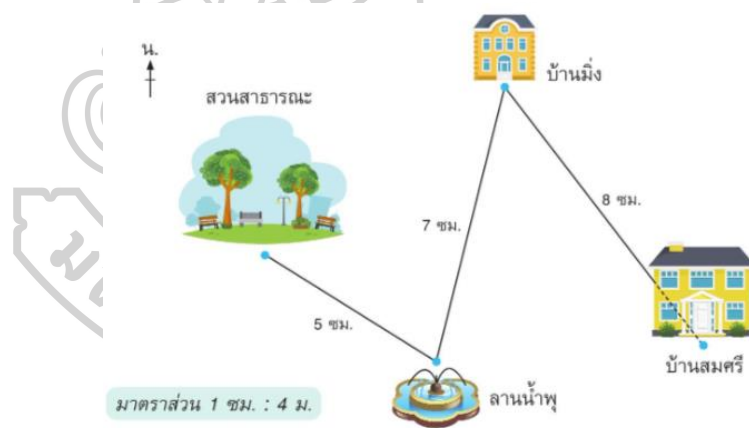 น.
สวนสาธารณะ
บ้านมิ่ง
7 ซม.
8 ซม.
5 ซม.
บ้านสมศรี
ลานน้ำพุ
มาตราส่วน 1 ซม. : 4 ม.